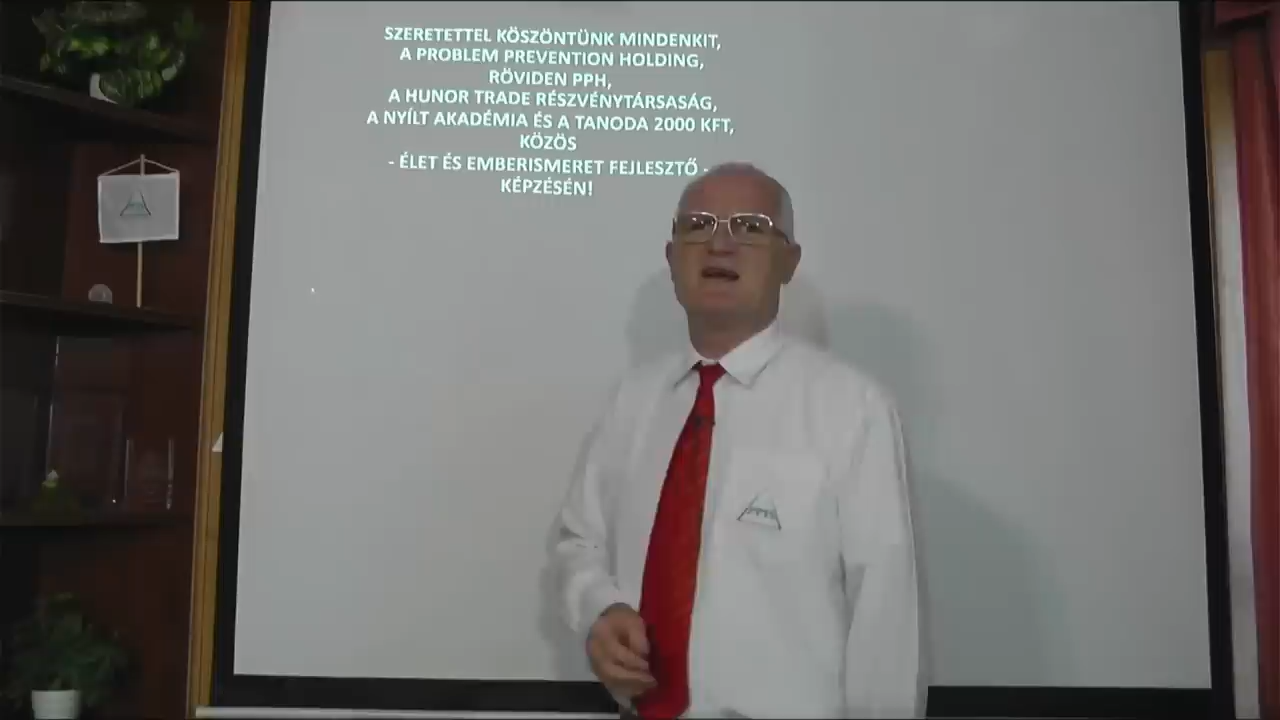 SZERETETTEL KÖSZÖNTÜNK MINDENKIT,
A PROBLEM PREVENTION HOLDING,
RÖVIDEN PPH,
A HUNOR TRADE RÉSZVÉNYTÁRSASÁG,
A NYÍLT AKADÉMIA ÉS A TANODA 2000 KFT,
KÖZÖS
- ÉLET ÉS EMBERISMERET FEJLESZTŐ -
KÉPZÉSÉN!